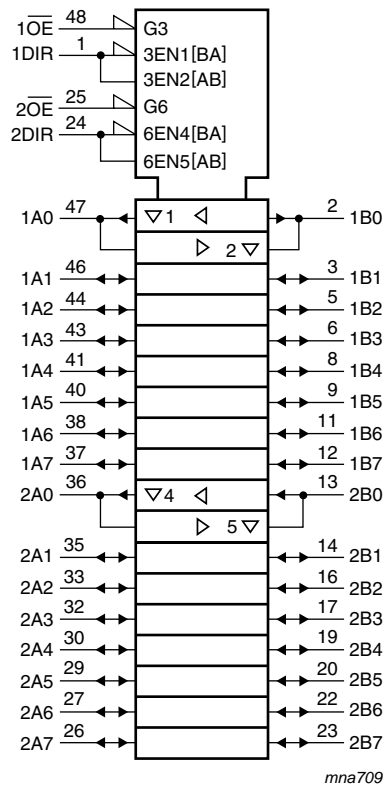 1OE 48 G3
1DIR 1 3EN1[BA]
3EN2[AB]
2OE 25 G6
2DIR 24 6EN4[BA]
6EN5[AB]
1A0 47 1 2 1B0
2
1A1 46 3 1B1
1A2 44 5 1B2
1A3 43 6 1B3
1A4 41 8 1B4
1A5 40 9 1B5
1A6 38 11 1B6
1A7 37 12 1B7
2A0 36 4 13 2B0
5
2A1 35 14 2B1
2A2 33 16 2B2
2A3 32 17 2B3
2A4 30 19 2B4
2A5 29 20 2B5
2A6 27 22 2B6
2A7 26 23 2B7
mna709